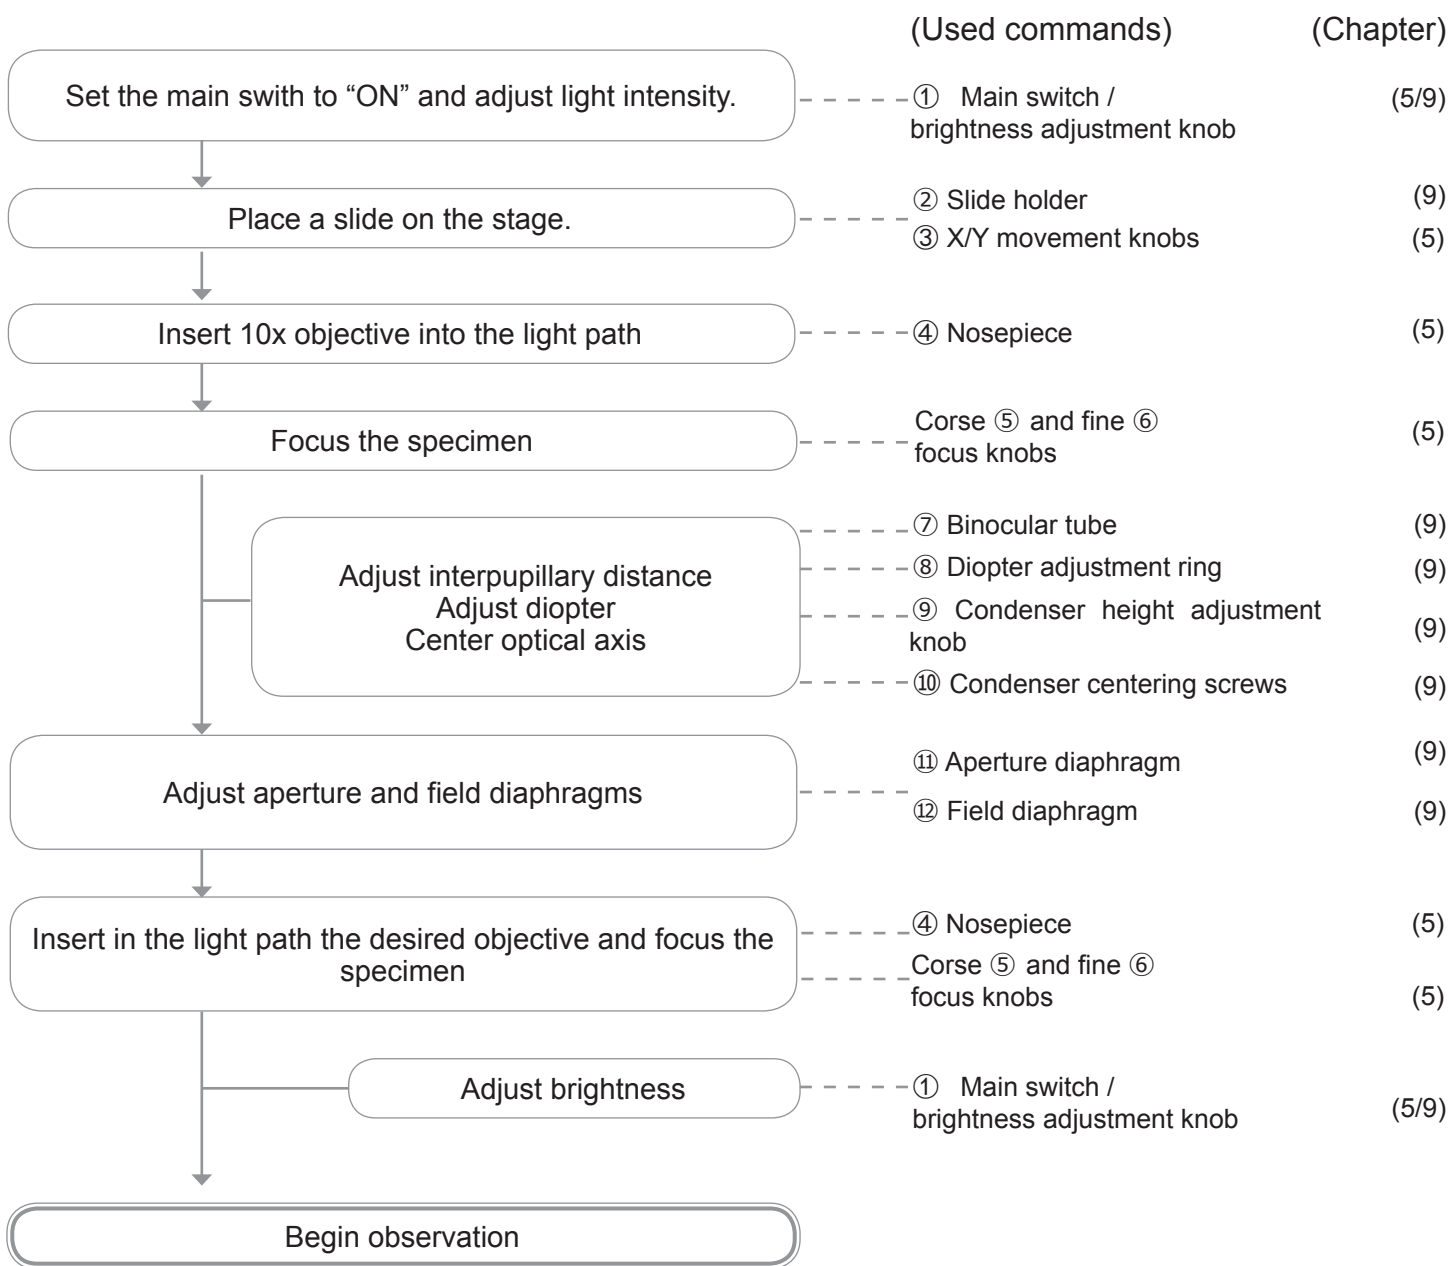 (Used commands) (Chapter)
Set the main swith to “ON” and adjust light intensity.
① Main switch / (5/9)
brightness adjustment knob
Place a slide on the stage.
② Slide holder (9)
③ X/Y movement knobs (5)
Insert 10x objective into the light path
④ Nosepiece (5)
Focus the specimen
Corse ⑤ and fine ⑥ (5)
focus knobs
Adjust interpupillary distance
Adjust diopter
Center optical axis
⑦ Binocular tube (9)
⑧ Diopter adjustment ring (9)
⑨ Condenser height adjustment
knob (9)
⑩ Condenser centering screws (9)
Adjust aperture and field diaphragms
⑪ Aperture diaphragm (9)
⑫ Field diaphragm (9)
Insert in the light path the desired objective and focus the
specimen
④ Nosepiece (5)
Corse ⑤ and fine ⑥
focus knobs (5)
Adjust brightness
① Main switch /
brightness adjustment knob (5/9)
Begin observation